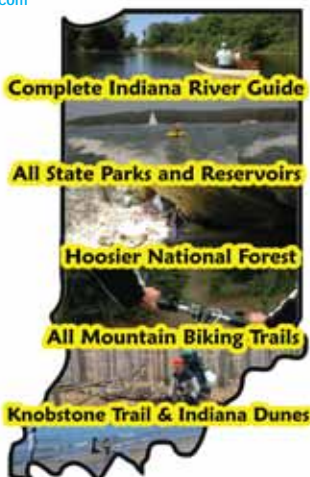 com
Complete Indiana River Guide
All State Parks and Reservoirs
Hoosier National Forest
All Mountain Biking Trails
Knobstone Trail & Indiana Dunes